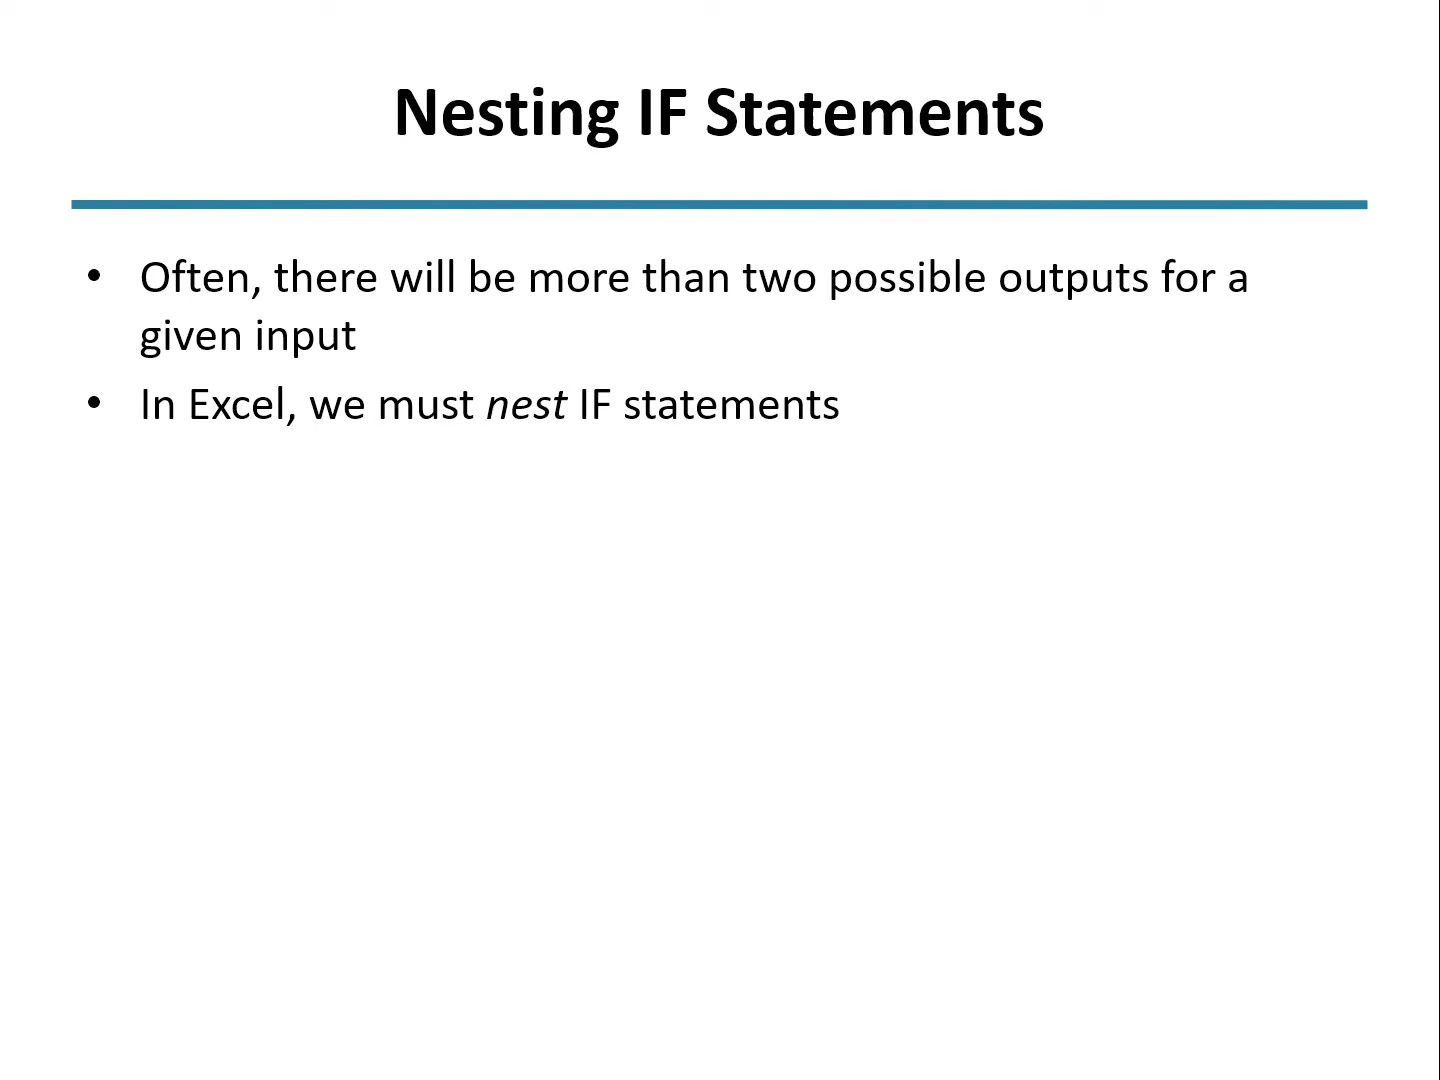 Nesting IF Statements
• Often, there will be more than two possible outputs for a
given input
• In Excel, we must nest IF statements